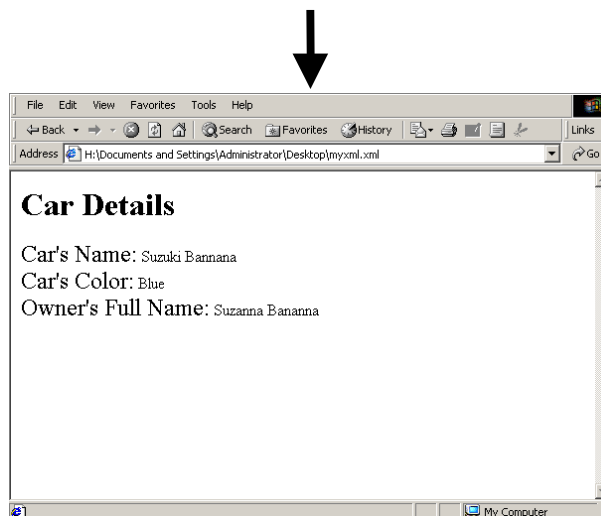 File Edit View Favorites Tools Help
Back Search Favorites History Links
Address H:\Documents and Settings\Administrator\Desktop\myxml.xml Go
Car Details
Car's Name: Suzuki Bannana
Car's Color: Blue
Owner's Full Name: Suzanna Bananna
My Computer